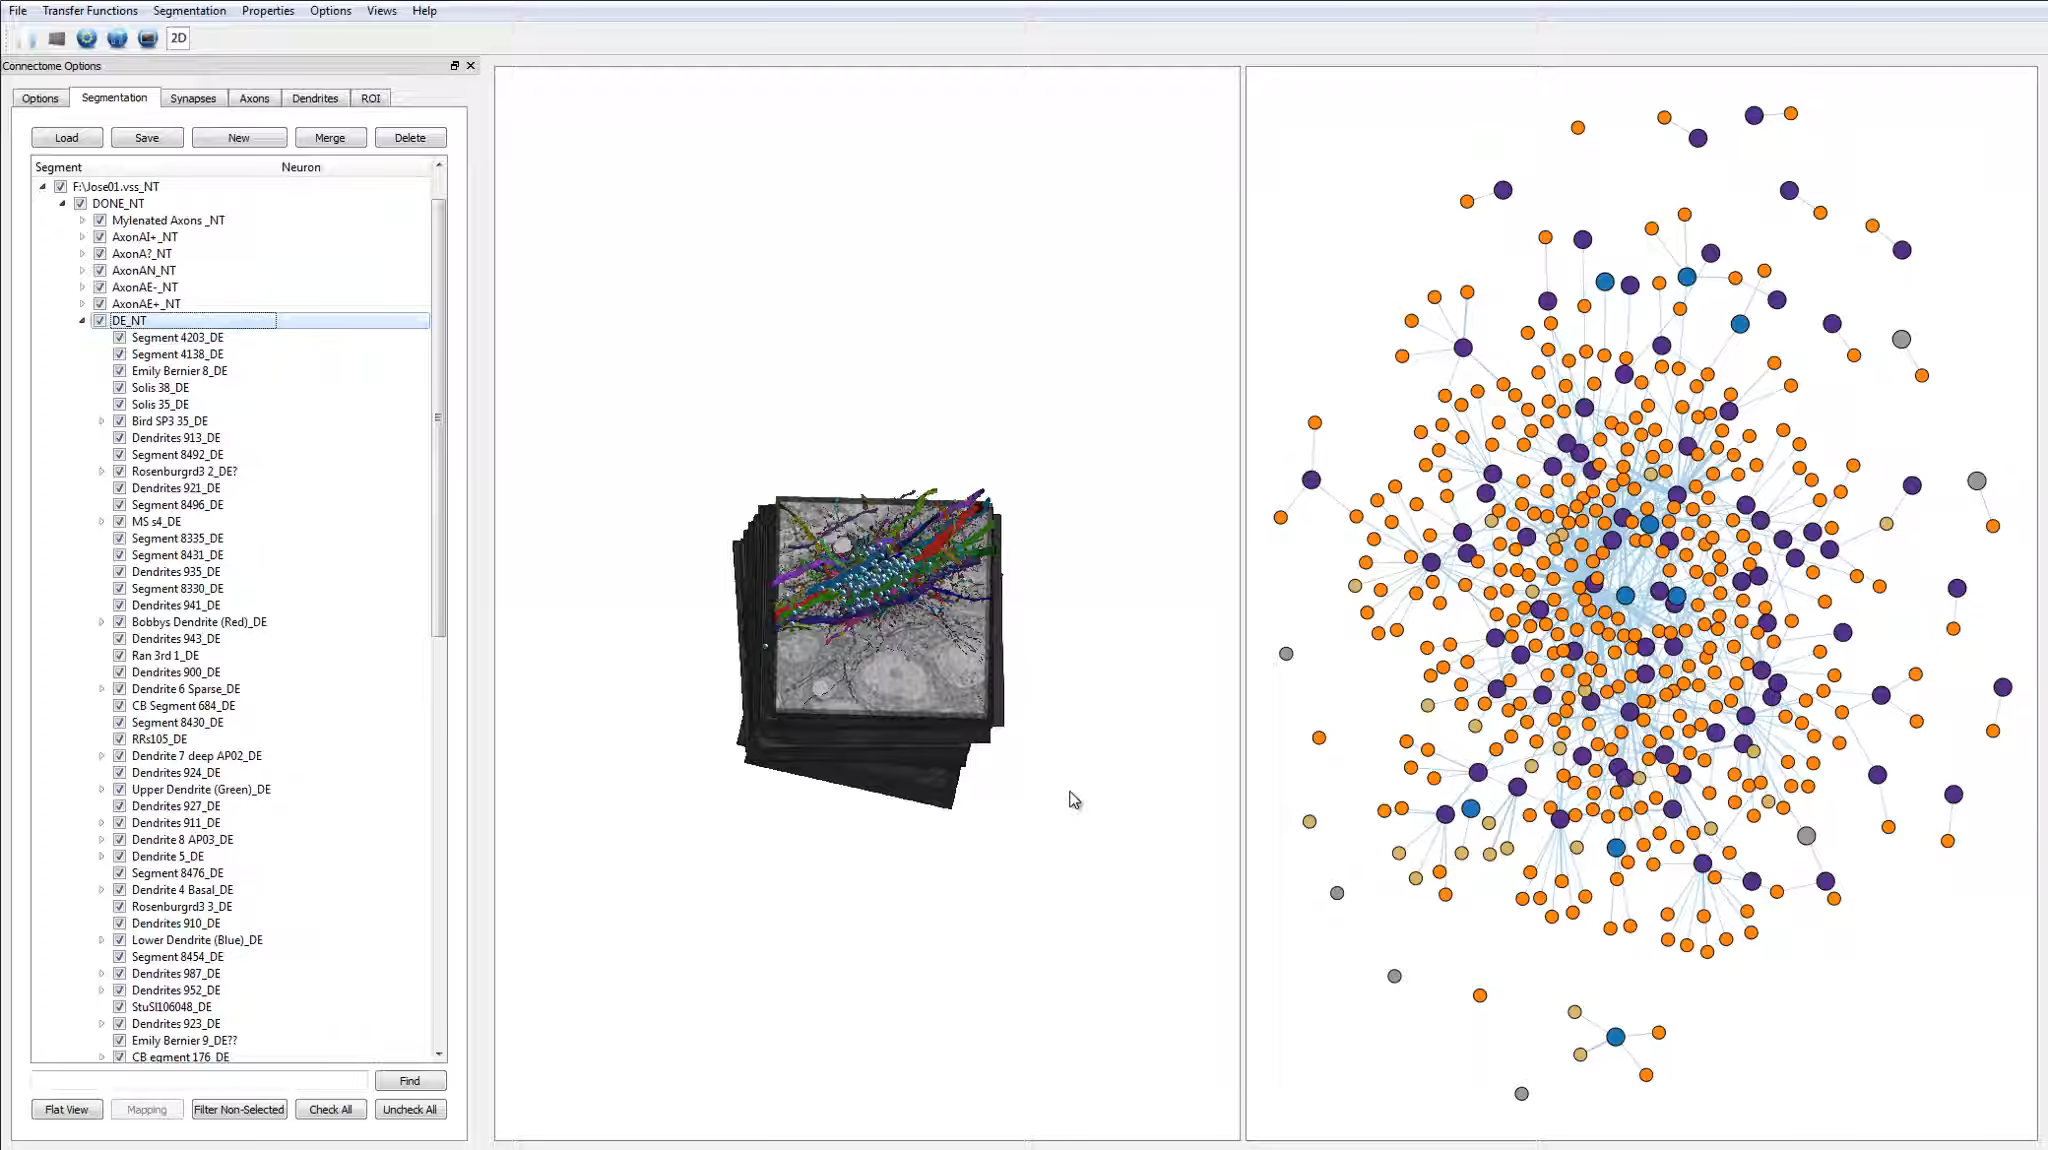 File Transfer Functions Segmentation Properties Options Views Help
2D
Connectome Options
Options Segmentation Synapses Axons Dendrites ROI
Load Save New Merge Delete
Segment Neuron
F:\Jose01.vss_NT
DONE_NT
Mylenated Axons _NT
AxonAI+_NT
AxonA?_NT
AxonAN_NT
AxonAE-_NT
AxonAE+_NT
DE_NT
Segment 4203_DE
Segment 4138_DE
Emily Bernier 8_DE
Solis 38_DE
Solis 35_DE
Bird SP3 35_DE
Dendrites 913_DE
Segment 8492_DE
Rosenburgrd3 2_DE?
Dendrites 921_DE
Segment 8496_DE
MS s4_DE
Segment 8335_DE
Segment 8431_DE
Dendrites 935_DE
Segment 8330_DE
Dendrites 941_DE
Bobbys Dendrite (Red)_DE
Dendrites 943_DE
Ran 3rd 1_DE
Dendrites 900_DE
Dendrite 6 Sparse_DE
CB Segment 684_DE
Segment 8430_DE
RRs105_DE
Dendrite 7 deep AP02_DE
Dendrites 924_DE
Upper Dendrite (Green)_DE
Dendrites 927_DE
Dendrites 911_DE
Dendrite 8 AP03_DE
Dendrite 5_DE
Segment 8476_DE
Dendrite 4 Basal_DE
Rosenburgrd3 3_DE
Dendrites 910_DE
Lower Dendrite (Blue)_DE
Segment 8454_DE
Dendrites 987_DE
Dendrites 952_DE
StuSl106048_DE
Dendrites 923_DE
Emily Bernier 9_DE??
CB egment 176_DE
Find
Flat View Mapping Filter Non-Selected Check All Uncheck All